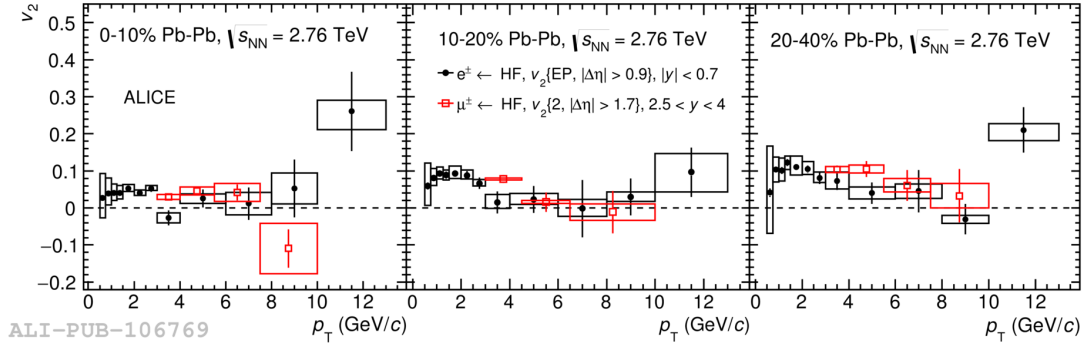 v₂
0.5
0.4
0.3
0.2
0.1
0
−0.1
−0.2
0-10% Pb-Pb, √sNN = 2.76 TeV
ALICE
0 2 4 6 8 10 12
pT (GeV/c)
10-20% Pb-Pb, √sNN = 2.76 TeV
e± ← HF, v₂{EP, |Δη| > 0.9}, |y| < 0.7
μ± ← HF, v₂{2, |Δη| > 1.7}, 2.5 < y < 4
0 2 4 6 8 10 12
pT (GeV/c)
20-40% Pb-Pb, √sNN = 2.76 TeV
0 2 4 6 8 10 12
pT (GeV/c)
ALI−PUB−106769